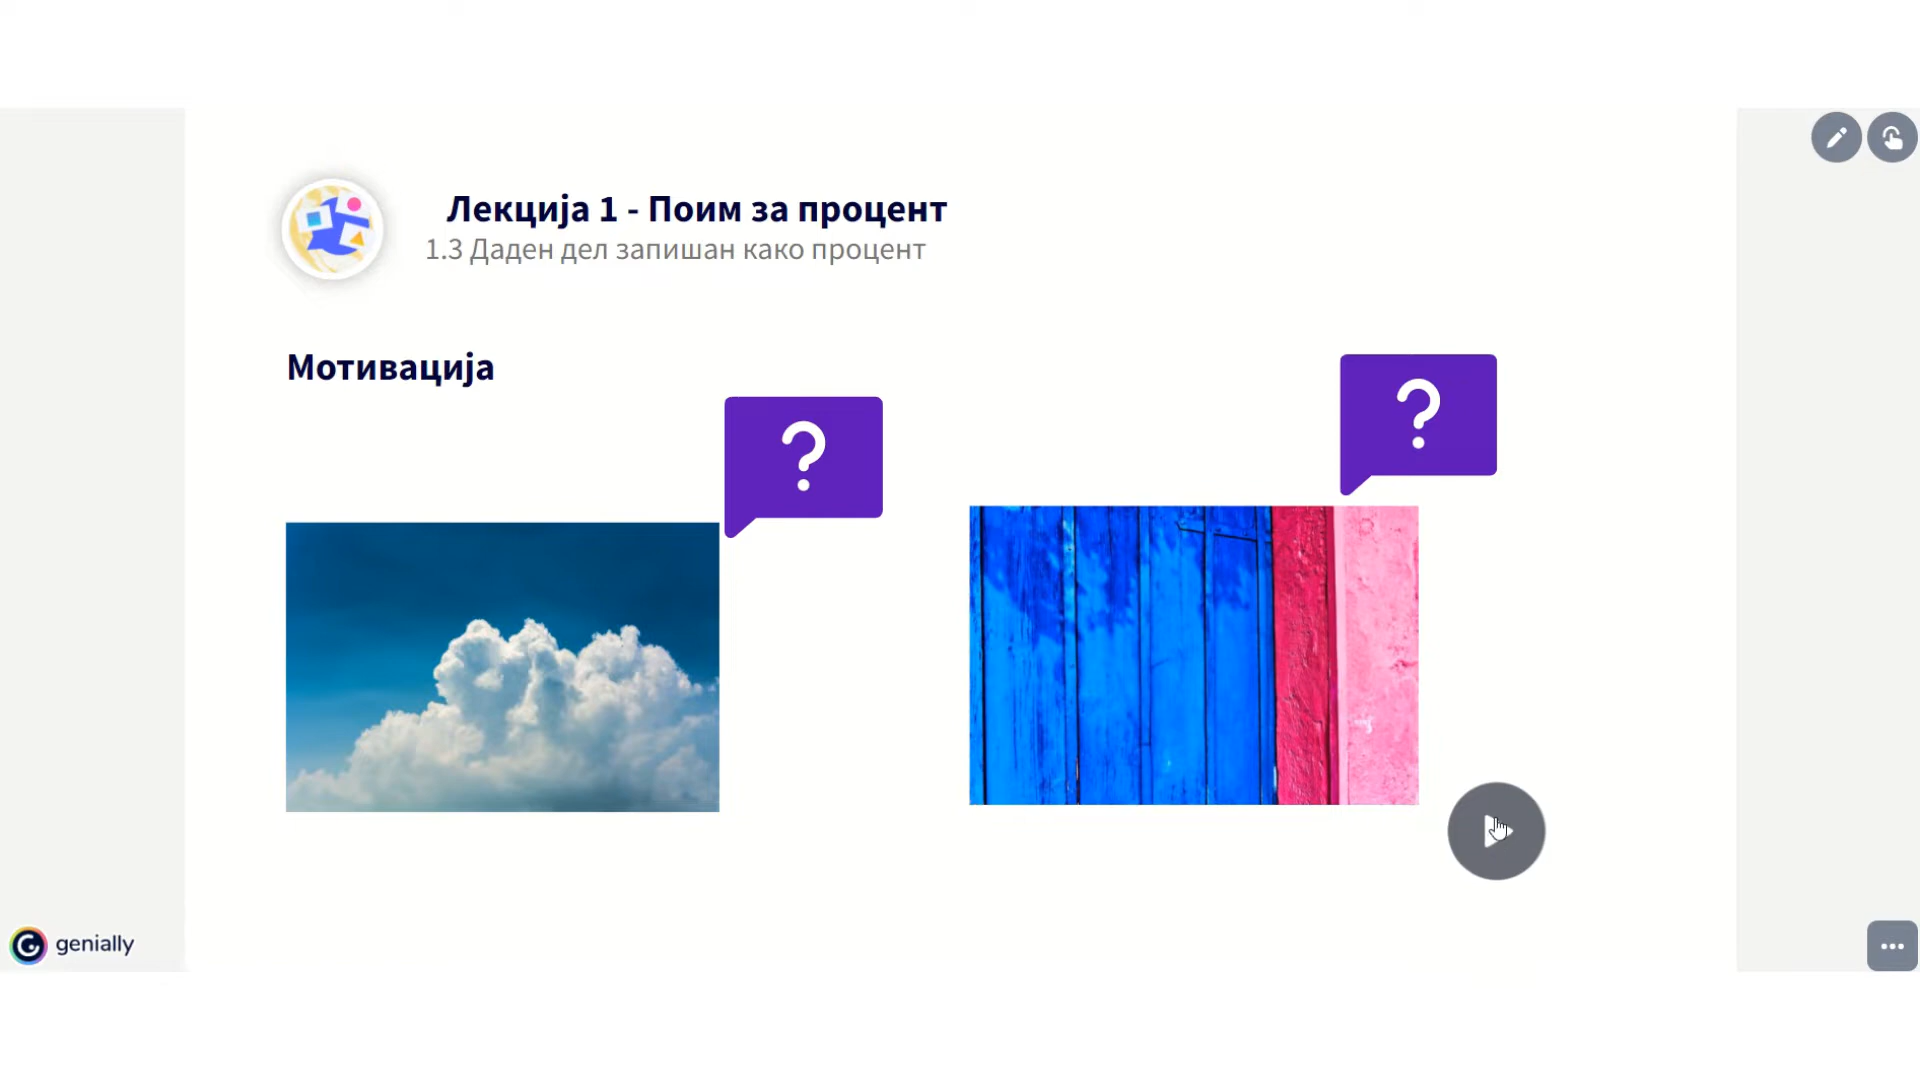 Лекција 1 - Поим за процент
1.3 Даден дел запишан како процент
Мотивација
?
?
genially